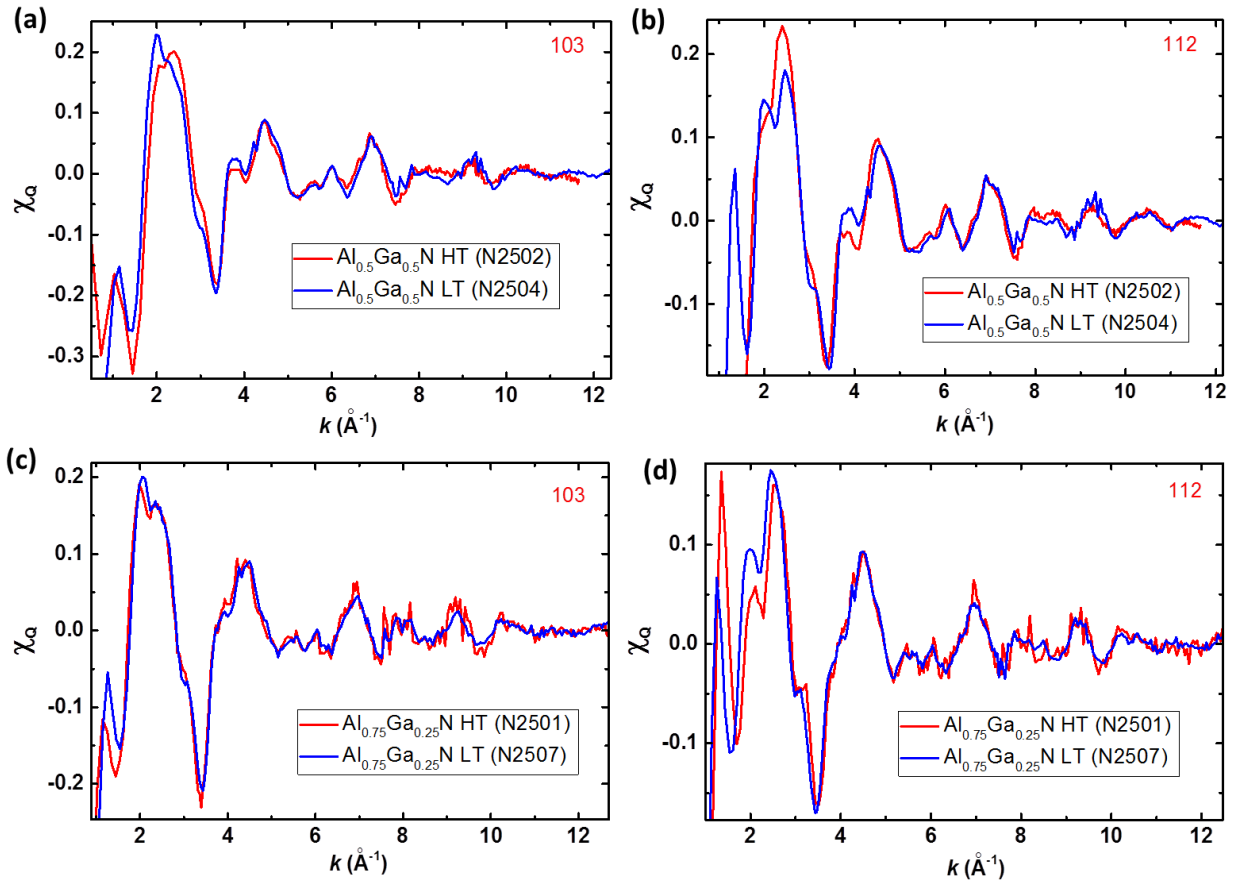 (a)
103
0.2
0.1
0.0
-0.1
-0.2
-0.3
χQ
Al0.5Ga0.5N HT (N2502)
Al0.5Ga0.5N LT (N2504)
2 4 6 8 10 12
k (Å-1)
(b)
112
0.2
0.1
0.0
-0.1
χQ
Al0.5Ga0.5N HT (N2502)
Al0.5Ga0.5N LT (N2504)
2 4 6 8 10 12
k (Å-1)
(c)
103
0.2
0.1
0.0
-0.1
-0.2
χQ
Al0.75Ga0.25N HT (N2501)
Al0.75Ga0.25N LT (N2507)
2 4 6 8 10 12
k (Å-1)
(d)
112
0.1
0.0
-0.1
χQ
Al0.75Ga0.25N HT (N2501)
Al0.75Ga0.25N LT (N2507)
2 4 6 8 10 12
k (Å-1)